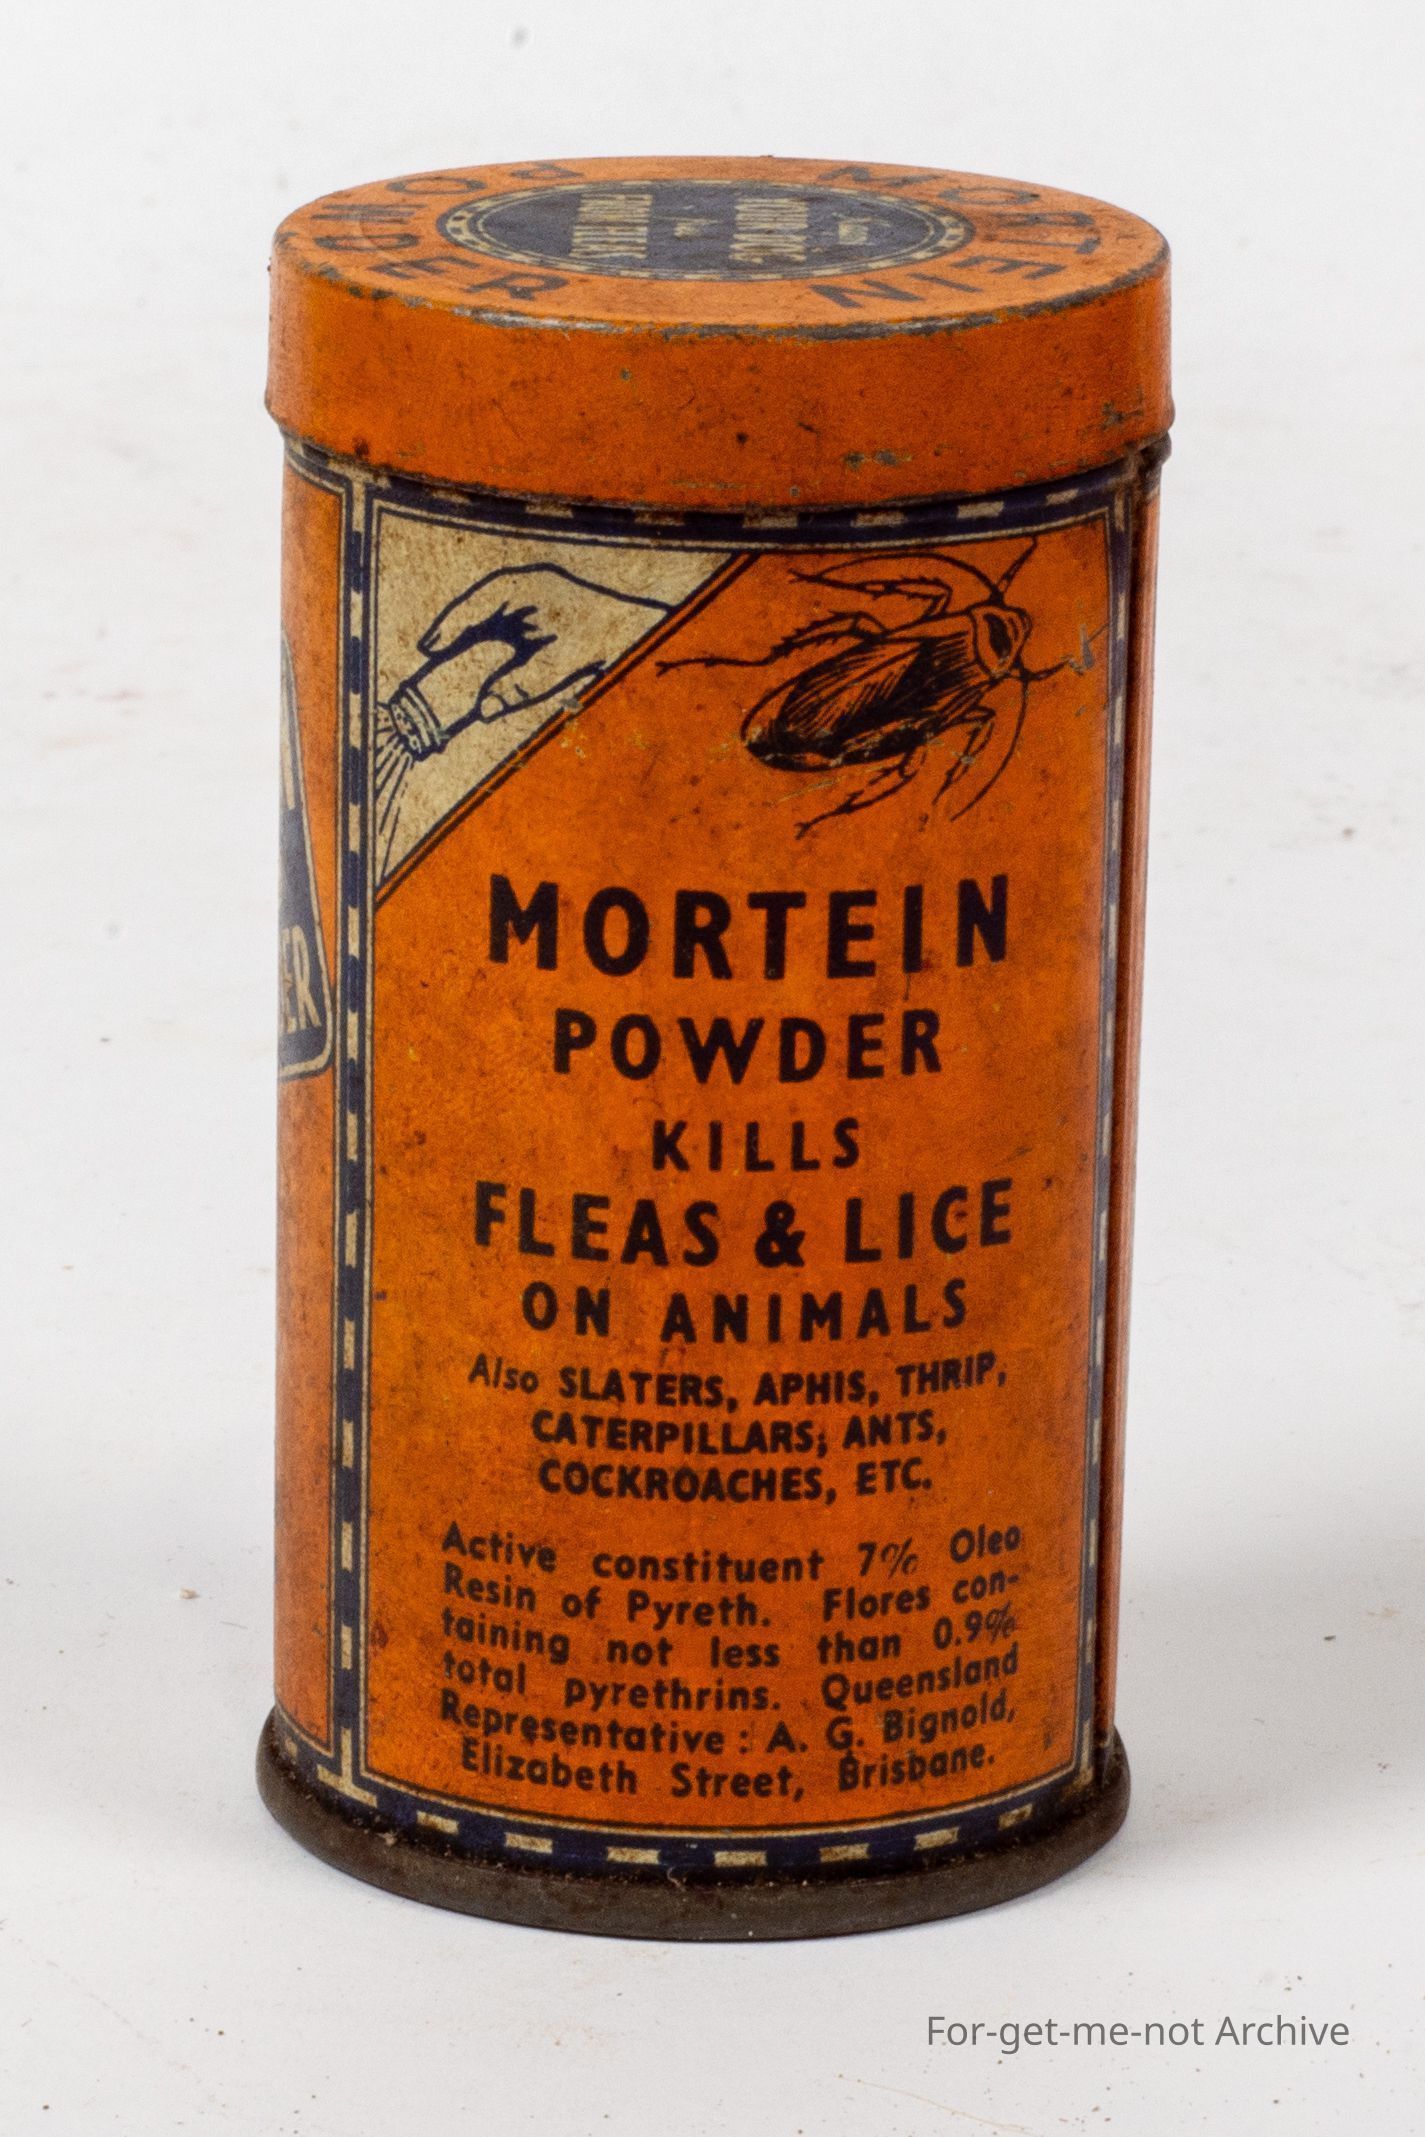 MORTEIN POWDER
ER
MORTEIN
POWDER
KILLS
FLEAS & LICE
ON ANIMALS
Also SLATERS, APHIS, THRIP,
CATERPILLARS; ANTS,
COCKROACHES, ETC.
Active constituent 7% Oleo
Resin of Pyreth. Flores con-
taining not less than 0.9%
total pyrethrins. Queensland
Representative : A. G. Bignold,
Elizabeth Street, Brisbane.
For-get-me-not Archive